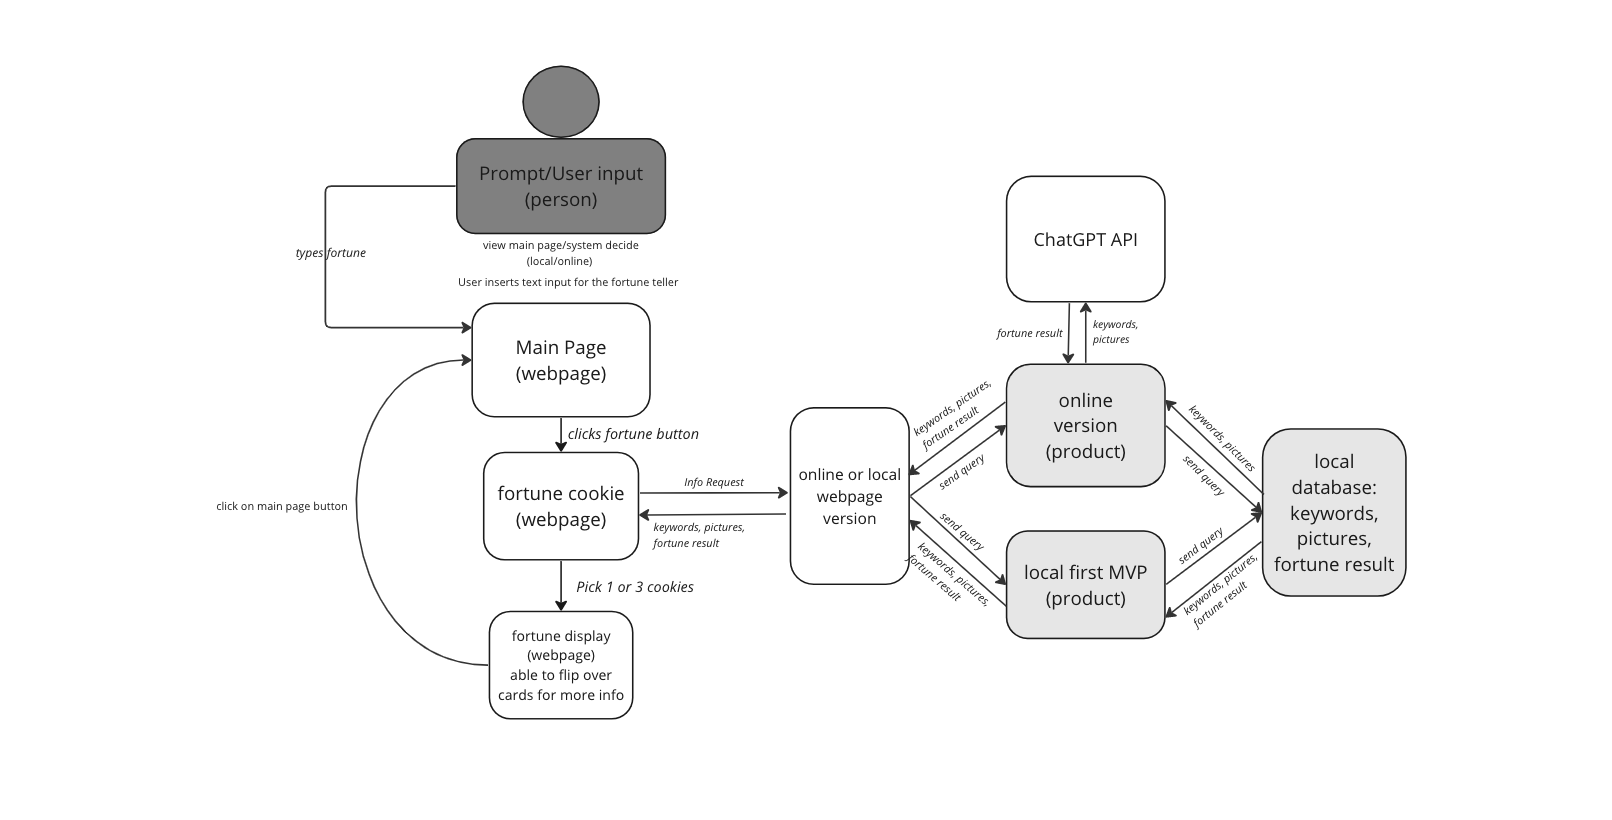 Prompt/User input
(person)
view main page/system decide
(local/online)
User inserts text input for the fortune teller
types fortune
Main Page
(webpage)
clicks fortune button
fortune cookie
(webpage)
click on main page button
Pick 1 or 3 cookies
fortune display
(webpage)
able to flip over
cards for more info
Info Request
keywords, pictures,
fortune result
online or local
webpage
version
keywords, pictures,
fortune result
send query
send query
keywords, pictures,
fortune result
ChatGPT API
fortune result
keywords,
pictures
online
version
(product)
local first MVP
(product)
keywords, pictures
send query
send query
keywords, pictures,
fortune result
local
database:
keywords,
pictures,
fortune result